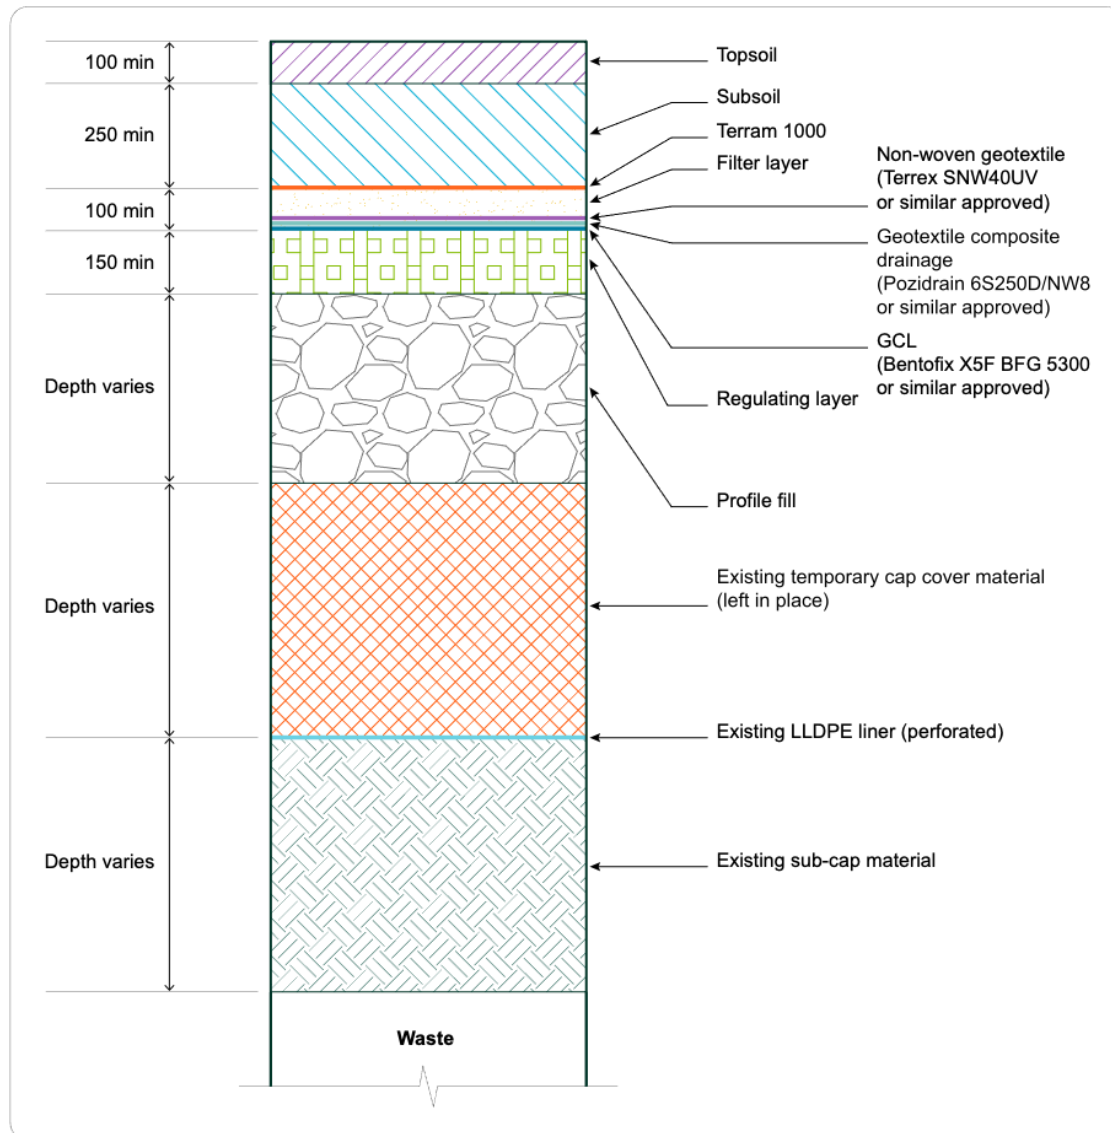 100 min
Topsoil
250 min
Subsoil
Terram 1000
Filter layer
100 min
Non-woven geotextile
(Terrex SNW40UV
or similar approved)
Geotextile composite
drainage
(Pozidrain 6S250D/NW8
or similar approved)
150 min
GCL
(Bentofix X5F BFG 5300
or similar approved)
Regulating layer
Depth varies
Profile fill
Depth varies
Existing temporary cap cover material
(left in place)
Existing LLDPE liner (perforated)
Depth varies
Existing sub-cap material
Waste